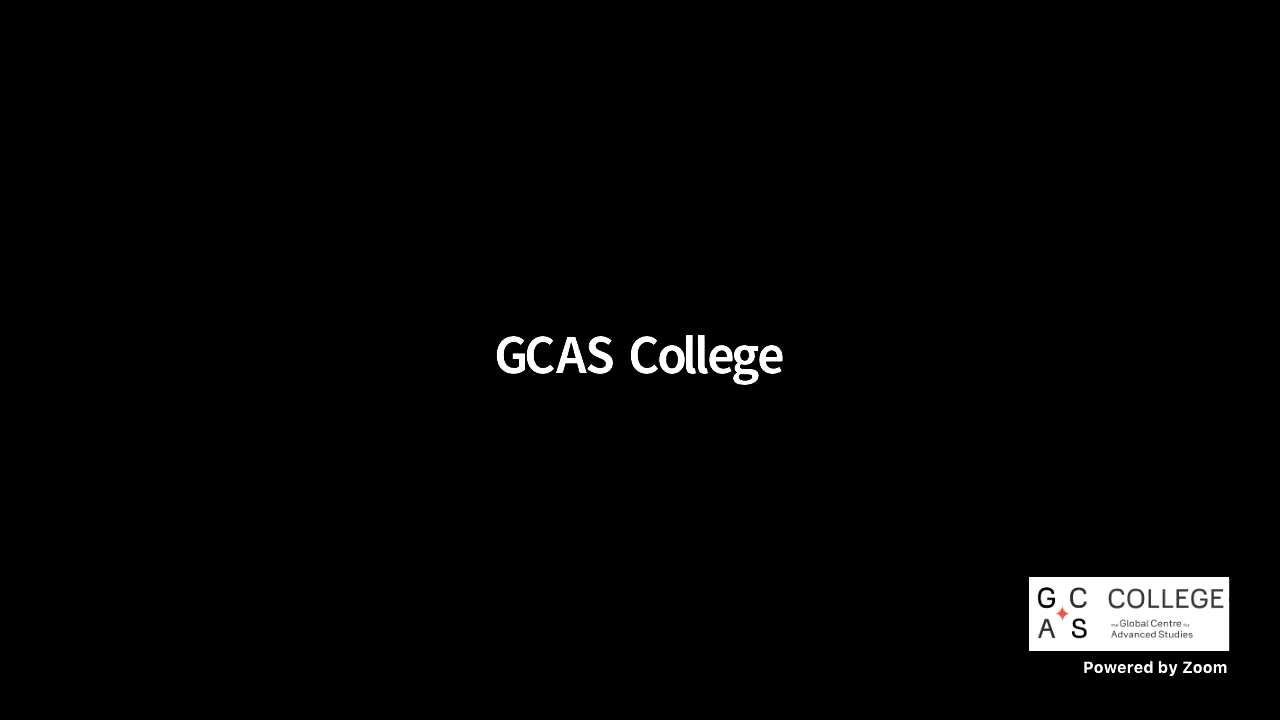 GCAS College
G C
A S
COLLEGE
the Global Centre for
Advanced Studies
Powered by Zoom